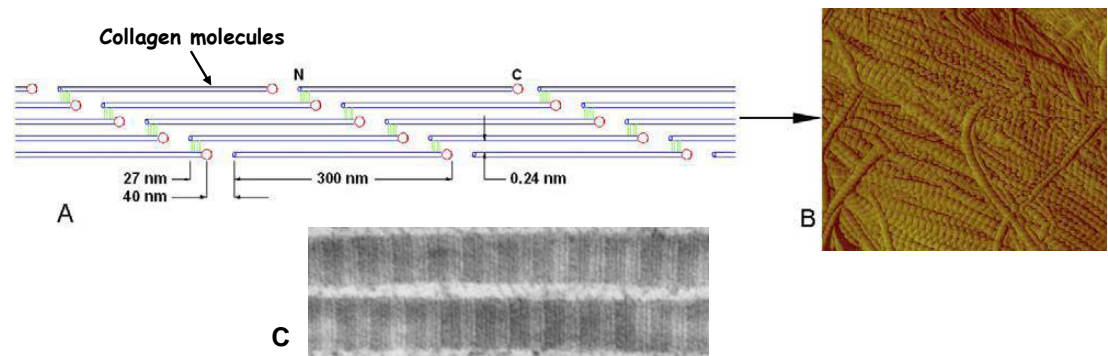 Collagen molecules
N
C
27 nm
300 nm
0.24 nm
40 nm
A
B
C